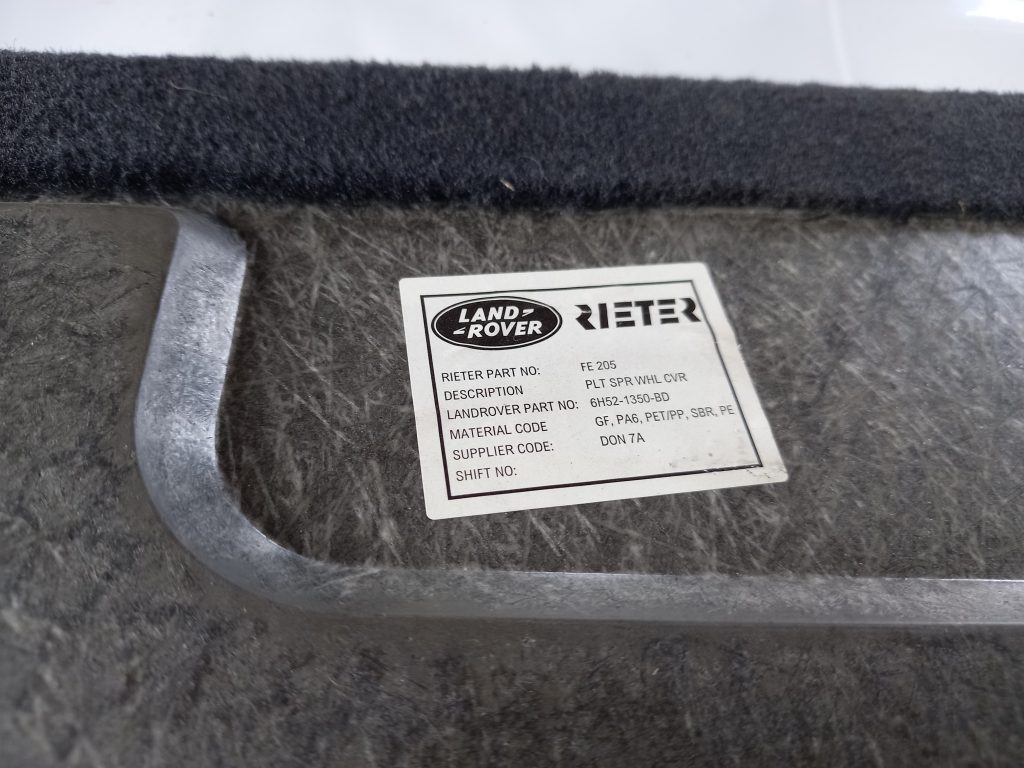 LAND
ROVER
RIETER
RIETER PART NO: FE 205
DESCRIPTION PLT SPR WHL CVR
LANDROVER PART NO: 6H52-1350-BD
MATERIAL CODE GF, PA6, PET/PP, SBR, PE
SUPPLIER CODE: DON 7A
SHIFT NO: